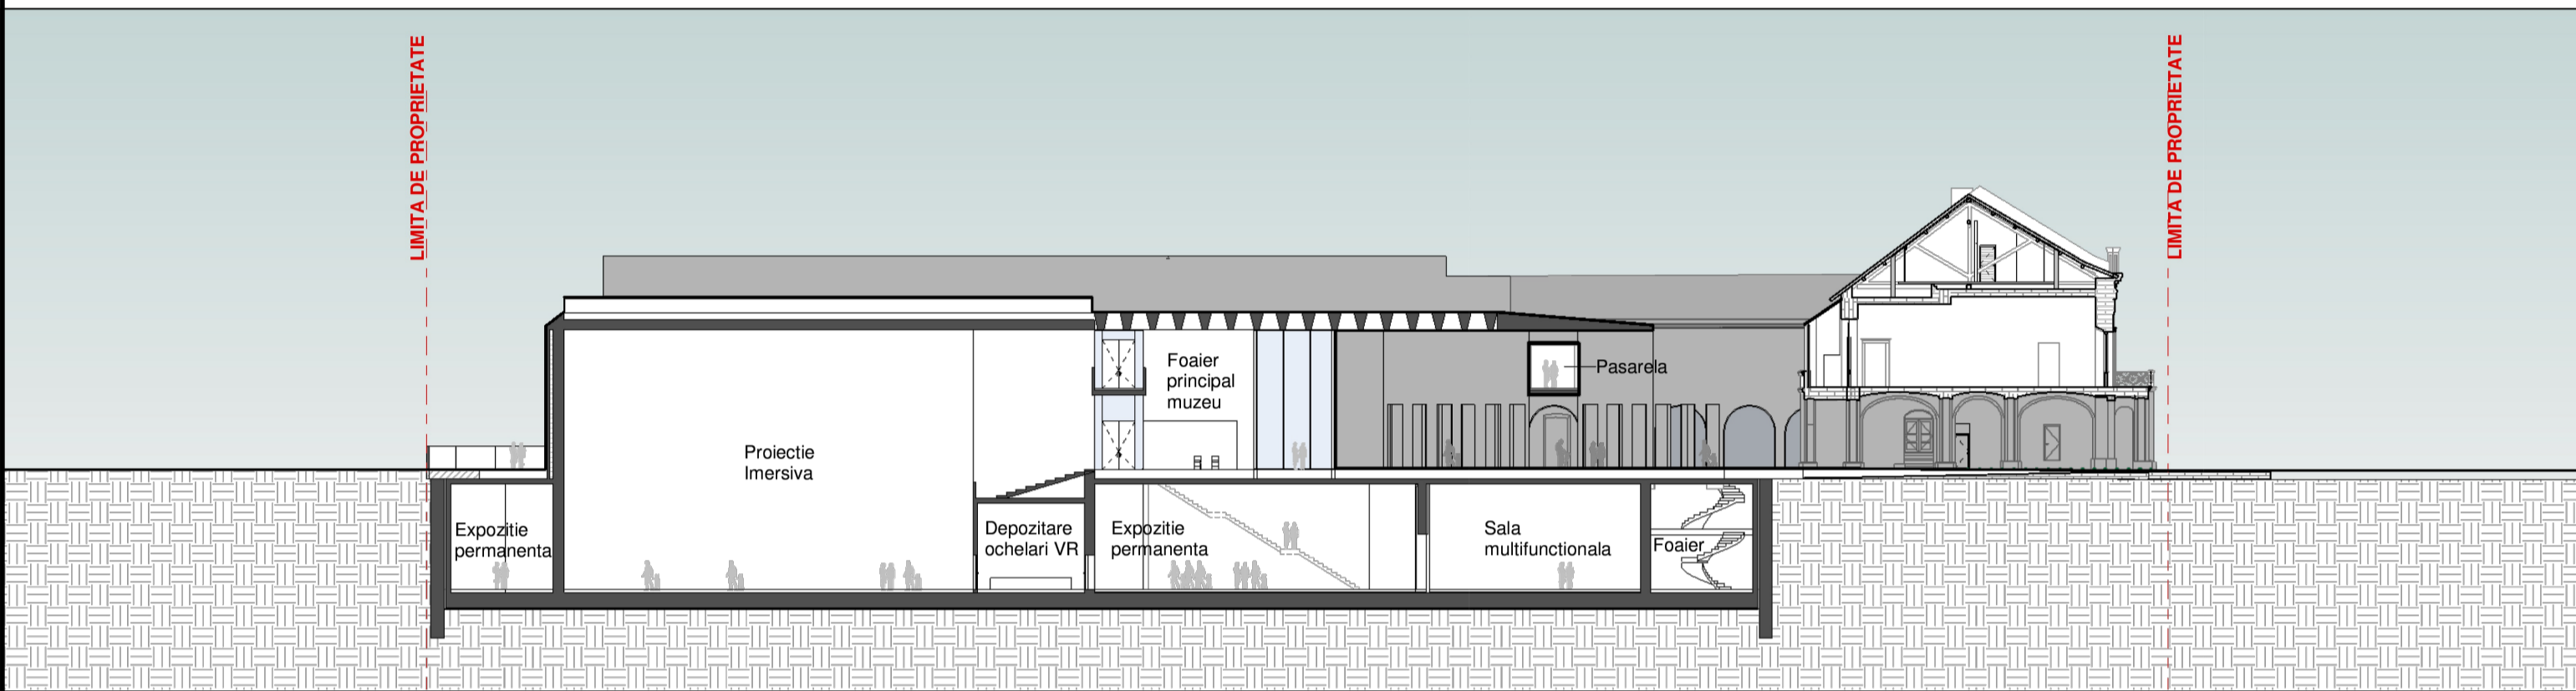 LIMITA DE PROPRIETATE
LIMITA DE PROPRIETATE
Foaier
principal
muzeu
Pasarela
Proiectie
Imersiva
Expozitie
permanenta
Depozitare
ochelari VR
Expozitie
permanenta
Sala
multifunctionala
Foaier